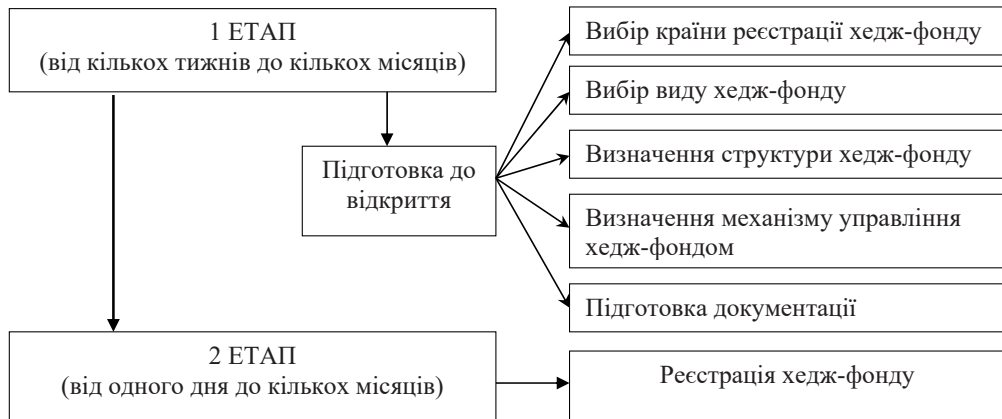 1 ЕТАП
(від кількох тижнів до кількох місяців)
Підготовка до
відкриття
Вибір країни реєстрації хедж-фонду
Вибір виду хедж-фонду
Визначення структури хедж-фонду
Визначення механізму управління
хедж-фондом
Підготовка документації
2 ЕТАП
(від одного дня до кількох місяців)
Реєстрація хедж-фонду